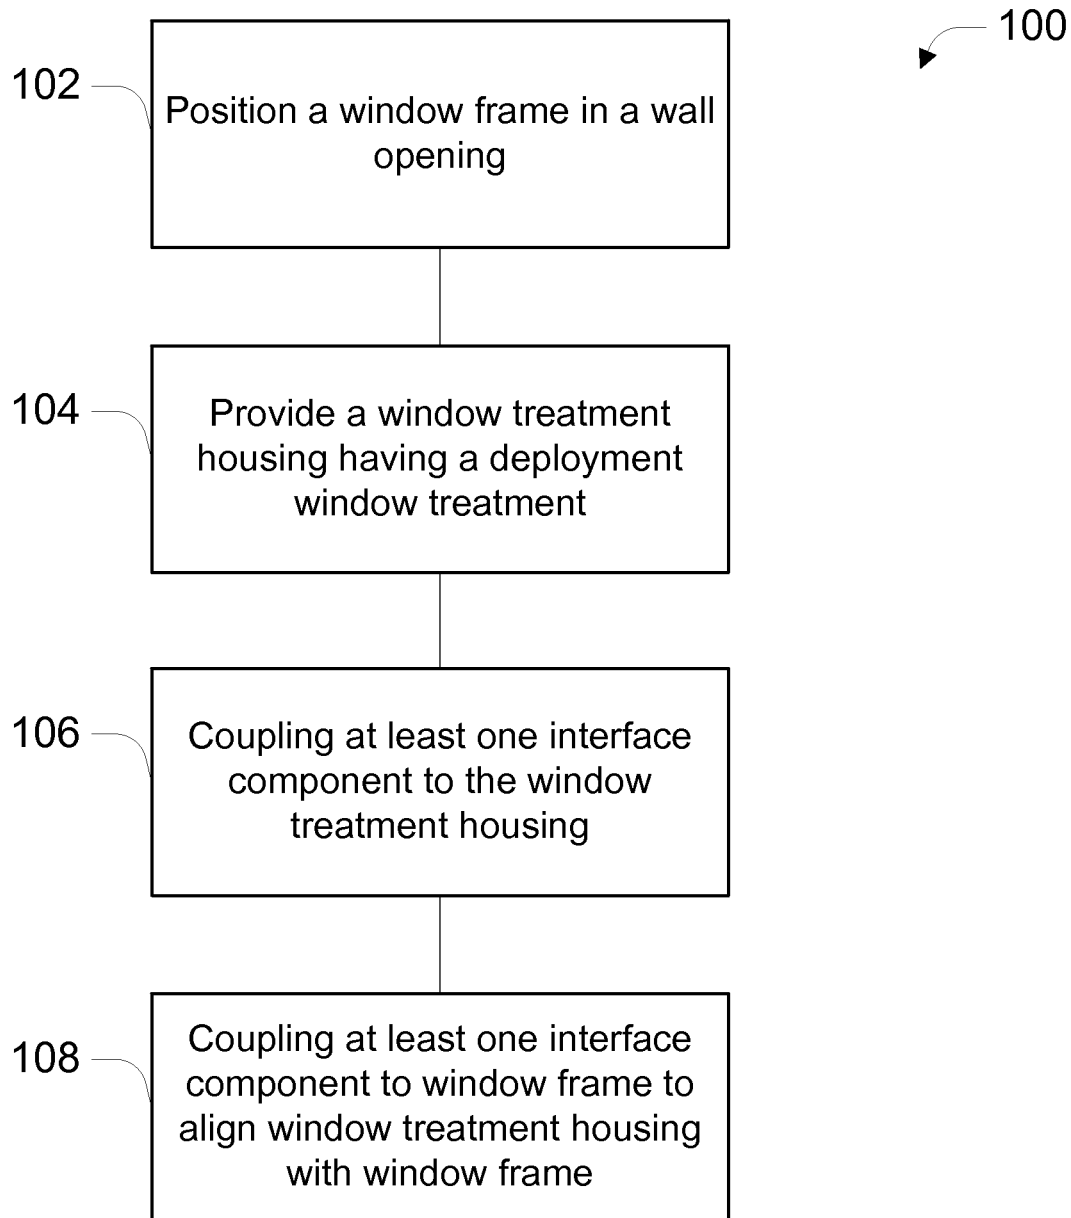 100
102
Position a window frame in a wall
opening
104
Provide a window treatment
housing having a deployment
window treatment
106
Coupling at least one interface
component to the window
treatment housing
108
Coupling at least one interface
component to window frame to
align window treatment housing
with window frame